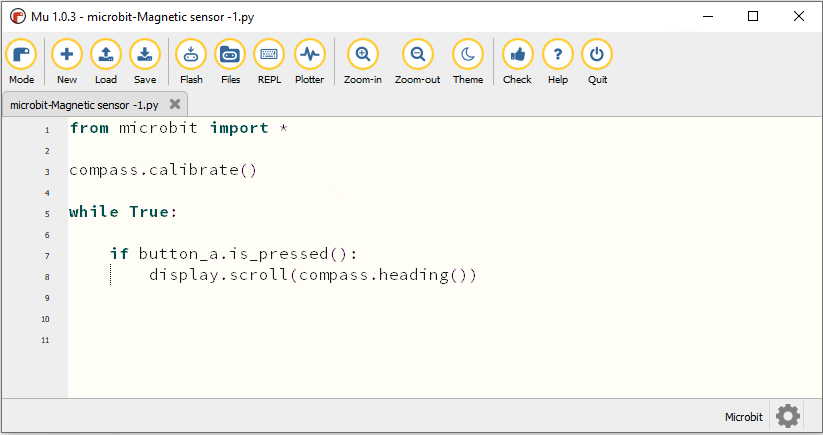 Mu 1.0.3 - microbit-Magnetic sensor -1.py
Mode New Load Save Flash Files REPL Plotter Zoom-in Zoom-out Theme Check Help Quit
microbit-Magnetic sensor -1.py
1 from microbit import *
2
3 compass.calibrate()
4
5 while True:
6
7     if button_a.is_pressed():
8         display.scroll(compass.heading())
9
10
11
Microbit